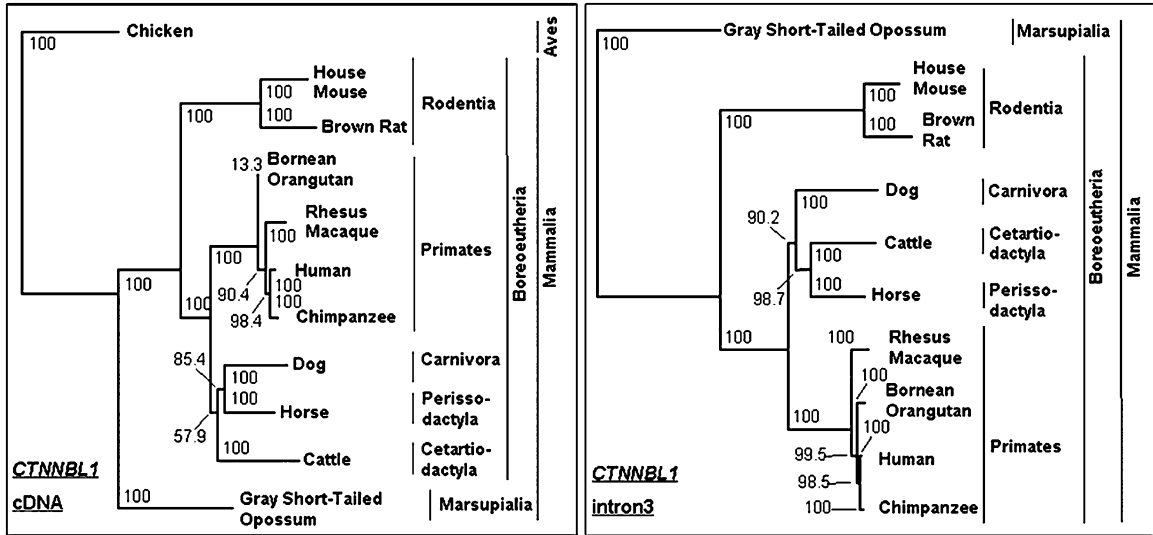 Chicken
100
Aves
House
Mouse
100
100
100
Brown Rat
Rodentia
13.3
Bornean
Orangutan
Rhesus
Macaque
100
100
Human
100
100
90.4
98.4
Chimpanzee
Primates
100
100
85.4
Dog
100
100
Horse
57.9
100
Cattle
Carnivora
Perisso-
dactyla
Cetartio-
dactyla
Boreoeutheria
Mammalia
CTNNBL1
cDNA
100
Gray Short-Tailed
Opossum
Marsupialia
Gray Short-Tailed Opossum
100
Marsupialia
House
Mouse
100
100
100
Brown
Rat
Rodentia
Dog
90.2
100
Carnivora
Cattle
100
Cetartio-
dactyla
98.7
Horse
100
Perisso-
dactyla
100
100
Rhesus
Macaque
100
Bornean
Orangutan
100
100
99.5
Human
98.5
100
Chimpanzee
Primates
Boreoeutheria
Mammalia
CTNNBL1
intron3